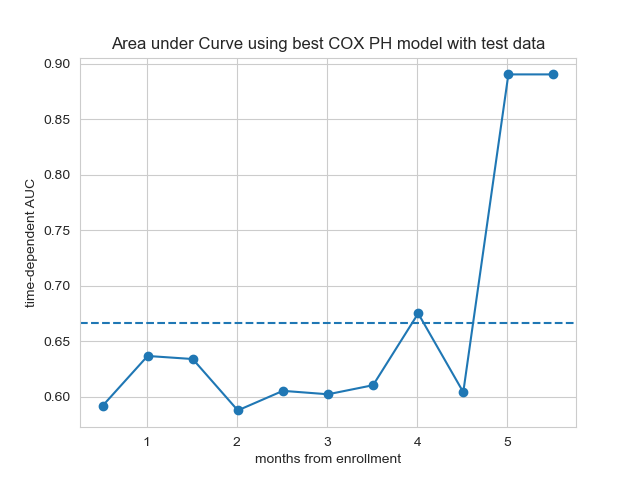 Area under Curve using best COX PH model with test data
0.90
0.85
0.80
0.75
0.70
0.65
0.60
time-dependent AUC
1 2 3 4 5
months from enrollment